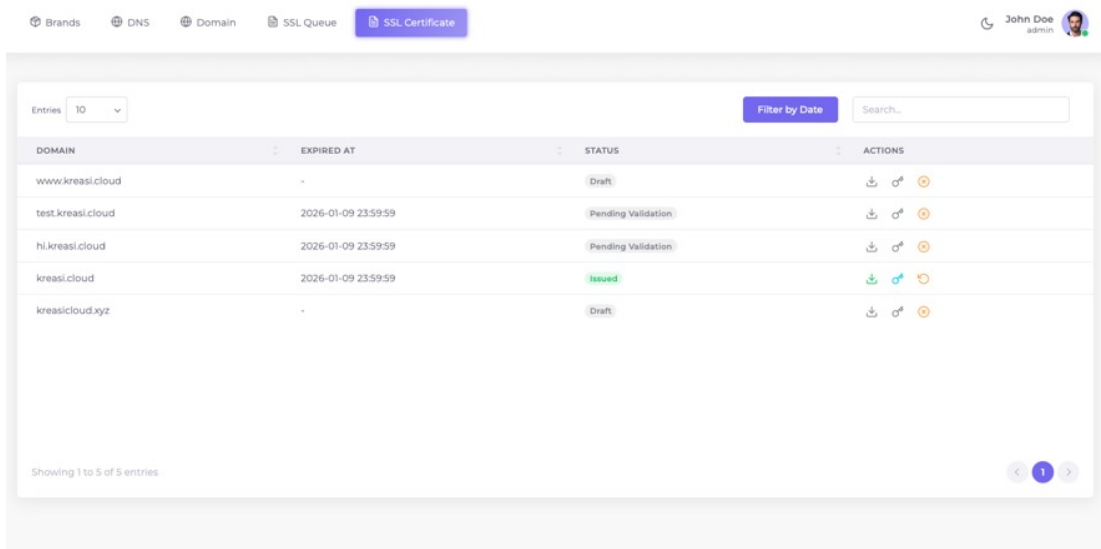 Brands DNS Domain SSL Queue SSL Certificate John Doe
admin
Entries 10 Filter by Date Search...
DOMAIN EXPIRED AT STATUS ACTIONS
www.kreasi.cloud - Draft
test.kreasi.cloud 2026-01-09 23:59:59 Pending Validation
hi.kreasi.cloud 2026-01-09 23:59:59 Pending Validation
kreasi.cloud 2026-01-09 23:59:59 Issued
kreasicloud.xyz - Draft
Showing 1 to 5 of 5 entries 1